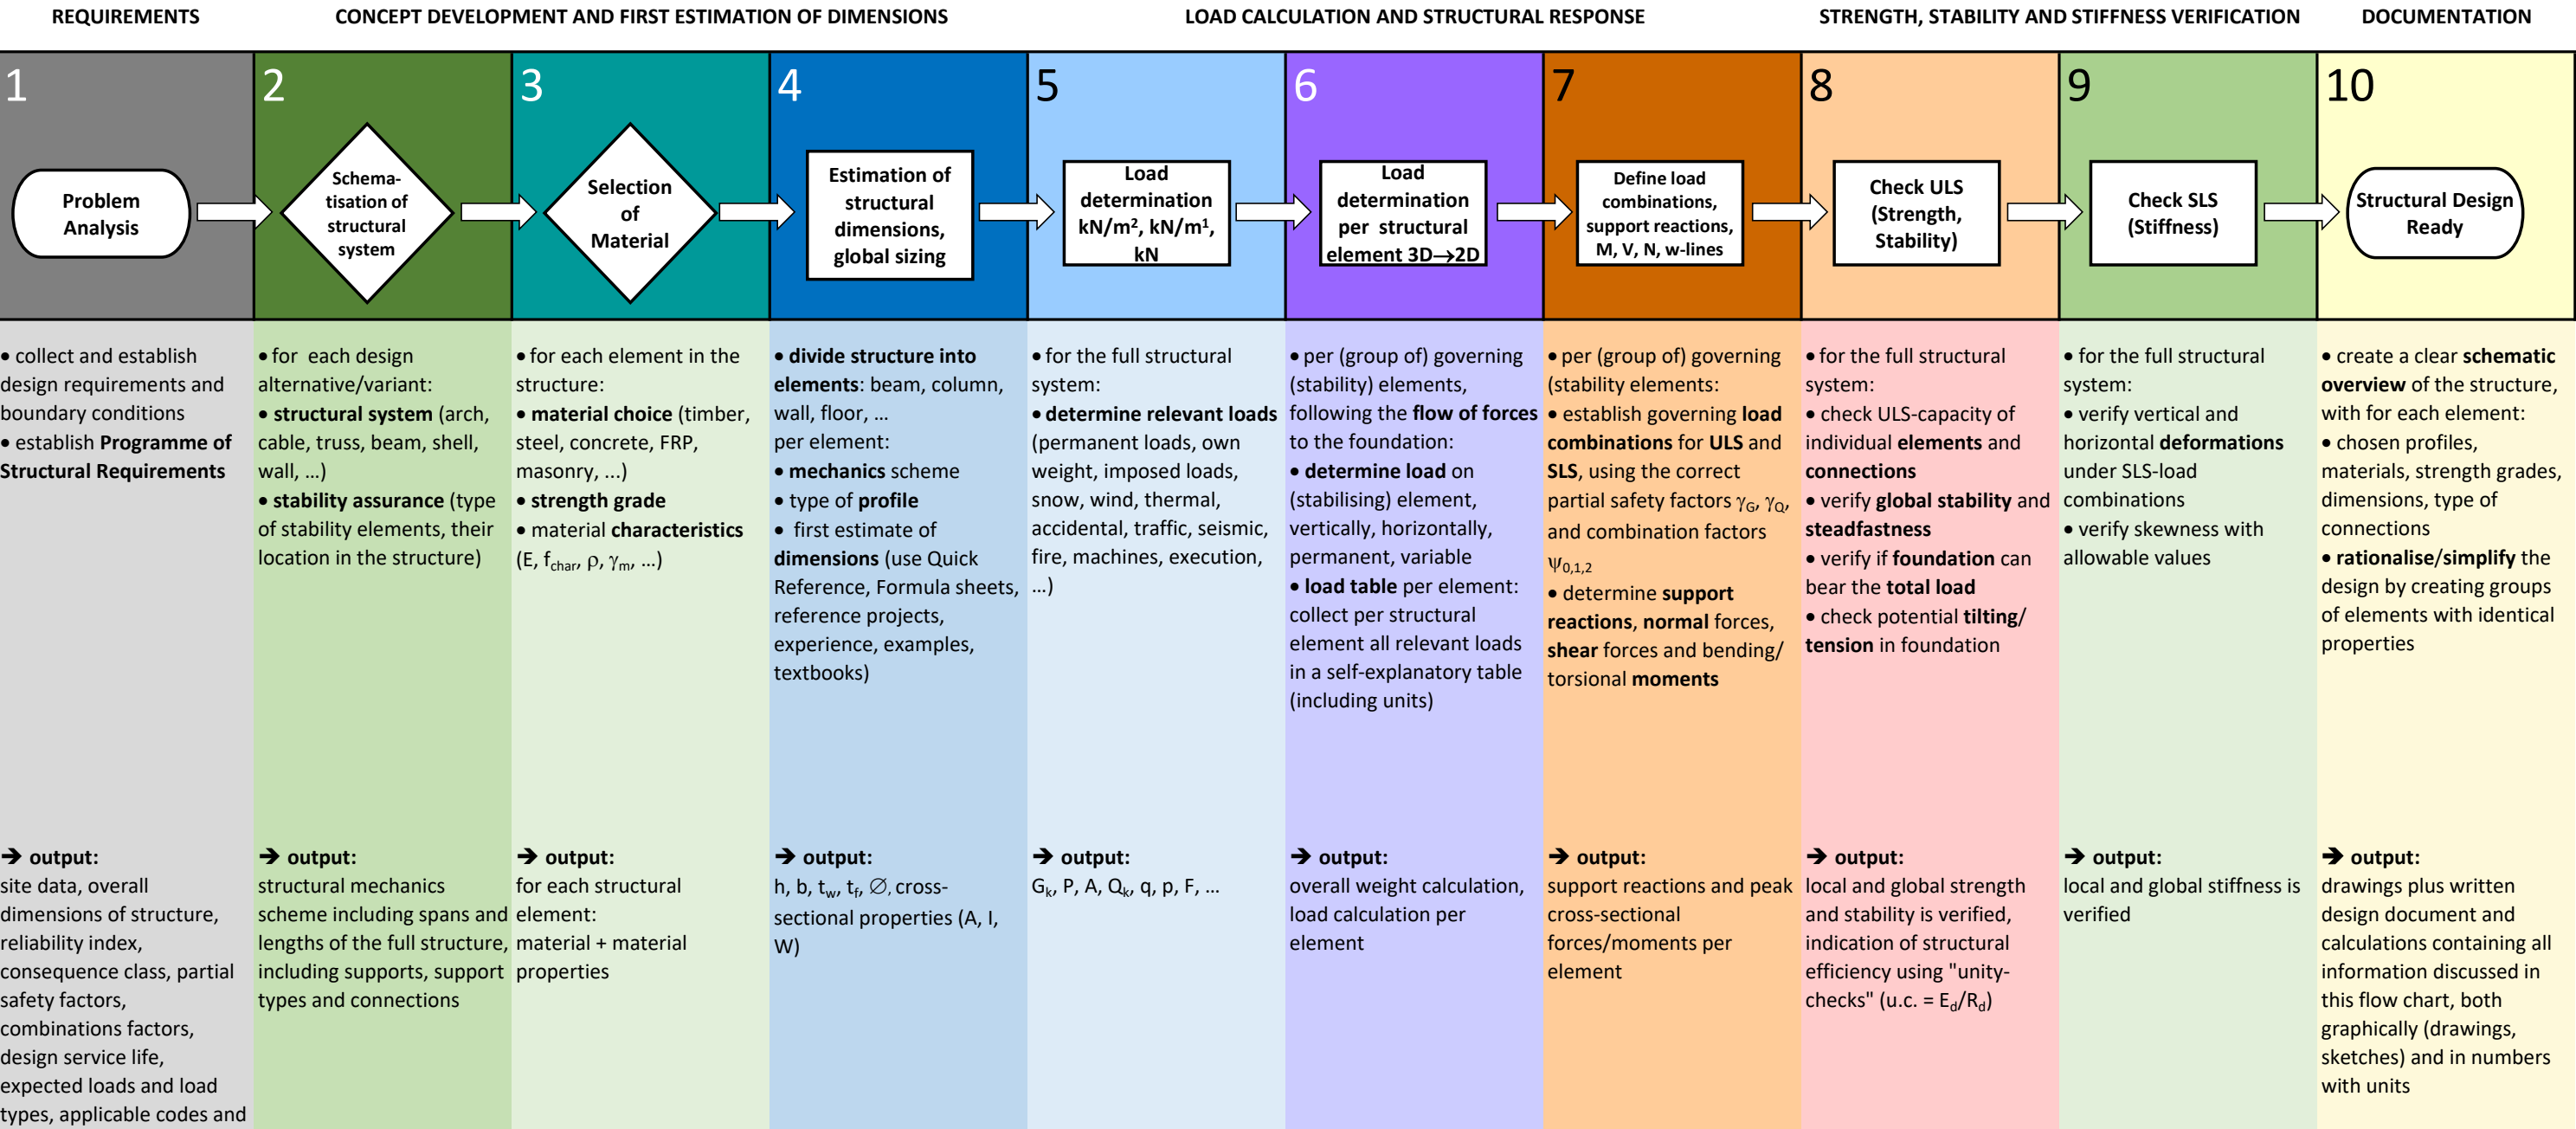 REQUIREMENTS
CONCEPT DEVELOPMENT AND FIRST ESTIMATION OF DIMENSIONS
LOAD CALCULATION AND STRUCTURAL RESPONSE
STRENGTH, STABILITY AND STIFFNESS VERIFICATION
DOCUMENTATION
1
Problem
Analysis
• collect and establish
design requirements and
boundary conditions
• establish Programme of
Structural Requirements
➔ output:
site data, overall
dimensions of structure,
reliability index,
consequence class, partial
safety factors,
combinations factors,
design service life,
expected loads and load
types, applicable codes and
2
Schema-
tisation of
structural
system
• for  each design
alternative/variant:
• structural system (arch,
cable, truss, beam, shell,
wall, ...)
• stability assurance (type
of stability elements, their
location in the structure)
➔ output:
structural mechanics
scheme including spans and
lengths of the full structure,
including supports, support
types and connections
3
Selection
of
Material
• for each element in the
structure:
• material choice (timber,
steel, concrete, FRP,
masonry, ...)
• strength grade
• material characteristics
(E, f_char, ρ, γ_m, ...)
➔ output:
for each structural
element:
material + material
properties
4
Estimation of
structural
dimensions,
global sizing
• divide structure into
elements: beam, column,
wall, floor, ...
per element:
• mechanics scheme
• type of profile
•  first estimate of
dimensions (use Quick
Reference, Formula sheets,
reference projects,
experience, examples,
textbooks)
➔ output:
h, b, t_w, t_f, ∅, cross-
sectional properties (A, I,
W)
5
Load
determination
kN/m², kN/m¹,
kN
• for the full structural
system:
• determine relevant loads
(permanent loads, own
weight, imposed loads,
snow, wind, thermal,
accidental, traffic, seismic,
fire, machines, execution,
...)
➔ output:
G_k, P, A, Q_k, q, p, F, ...
6
Load
determination
per  structural
element 3D→2D
• per (group of) governing
(stability) elements,
following the flow of forces
to the foundation:
• determine load on
(stabilising) element,
vertically, horizontally,
permanent, variable
• load table per element:
collect per structural
element all relevant loads
in a self-explanatory table
(including units)
➔ output:
overall weight calculation,
load calculation per
element
7
Define load
combinations,
support reactions,
M, V, N, w-lines
• per (group of) governing
(stability elements:
• establish governing load
combinations for ULS and
SLS, using the correct
partial safety factors γ_G, γ_Q,
and combination factors
ψ_0,1,2
• determine support
reactions, normal forces,
shear forces and bending/
torsional moments
➔ output:
support reactions and peak
cross-sectional
forces/moments per
element
8
Check ULS
(Strength,
Stability)
• for the full structural
system:
• check ULS-capacity of
individual elements and
connections
• verify global stability and
steadfastness
• verify if foundation can
bear the total load
• check potential tilting/
tension in foundation
➔ output:
local and global strength
and stability is verified,
indication of structural
efficiency using "unity-
checks" (u.c. = E_d/R_d)
9
Check SLS
(Stiffness)
• for the full structural
system:
• verify vertical and
horizontal deformations
under SLS-load
combinations
• verify skewness with
allowable values
➔ output:
local and global stiffness is
verified
10
Structural Design
Ready
• create a clear schematic
overview of the structure,
with for each element:
• chosen profiles,
materials, strength grades,
dimensions, type of
connections
• rationalise/simplify the
design by creating groups
of elements with identical
properties
➔ output:
drawings plus written
design document and
calculations containing all
information discussed in
this flow chart, both
graphically (drawings,
sketches) and in numbers
with units